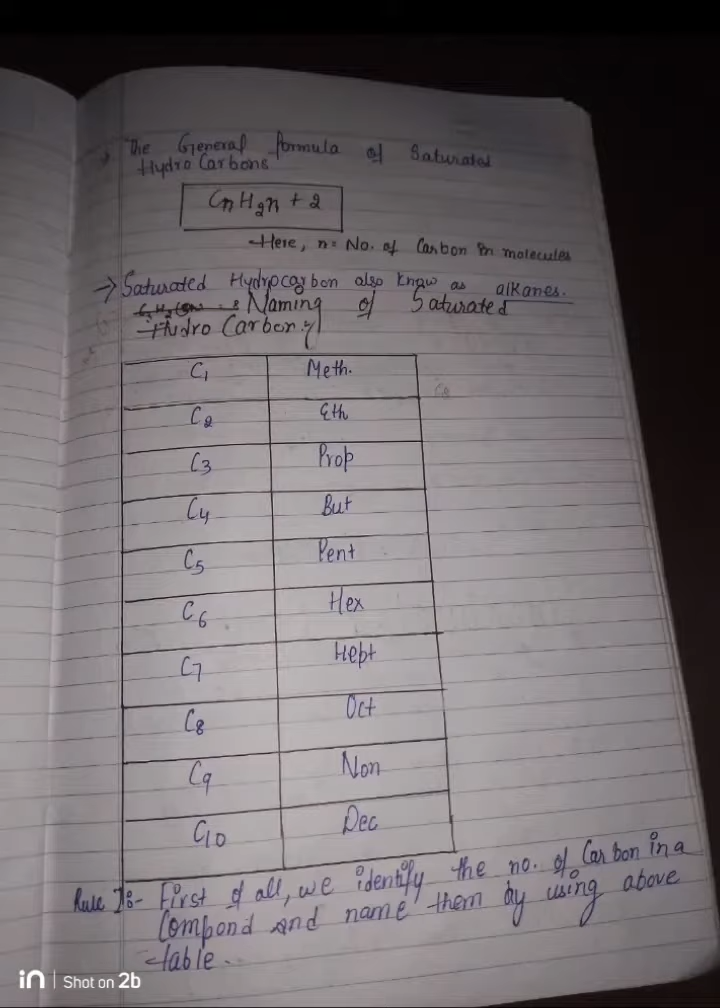 The General formula of Saturated
Hydro Carbons
CnH2n + 2
Here, n= No. of Carbon in molecules
→ Saturated Hydrocarbon also know as alkanes.
Naming of Saturated
Hydro Carbon:-
C1 Meth.
C2 Eth
C3 Prop
C4 But
C5 Pent
C6 Hex
C7 Hept
C8 Oct
C9 Non
C10 Dec
Rule I:- First of all, we identify the no. of Carbon in a
Compond and name them by using above
table.
in | Shot on 2b